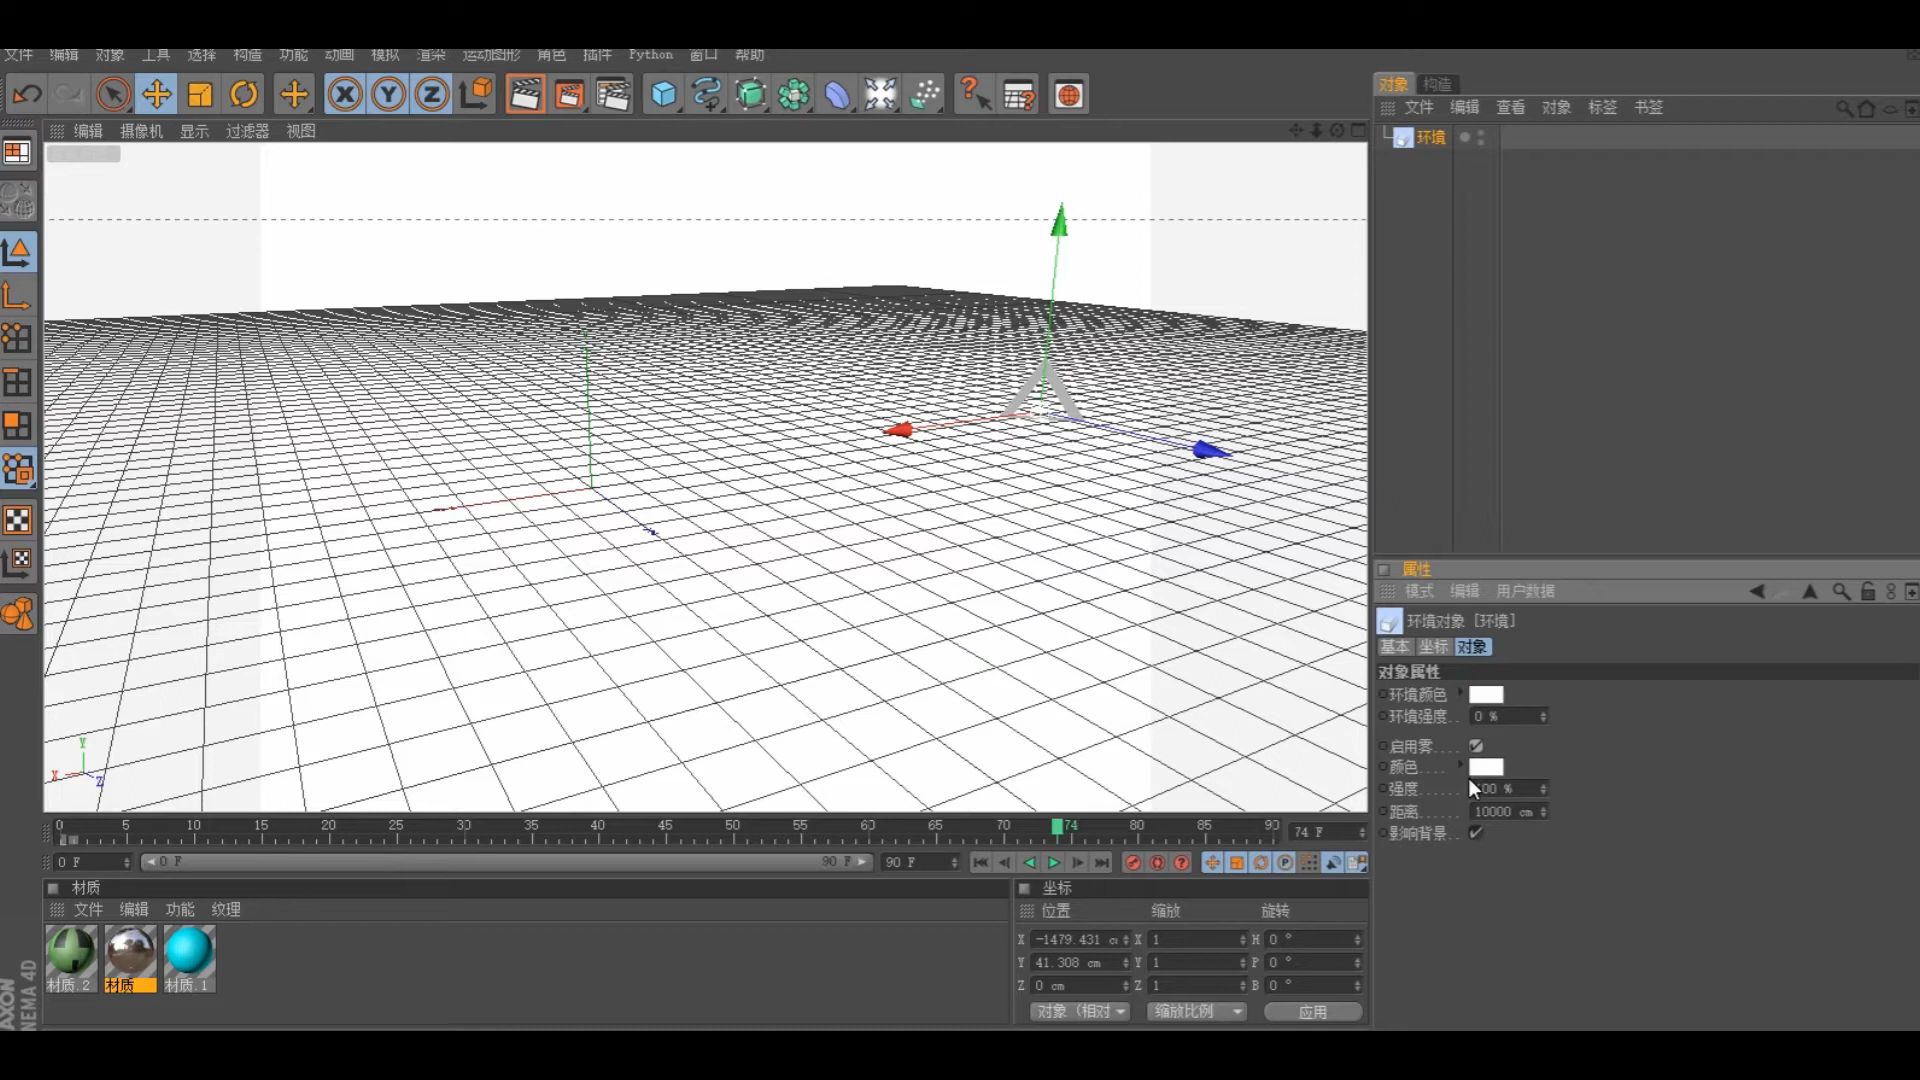 文件 编辑 对象 工具 选择 构造 功能 动画 模拟 渲染 运动图形 角色 插件 Python 窗口 帮助
编辑 摄像机 显示 过滤器 视图
对象 构造
文件 编辑 查看 对象 标签 书签
环境
属性
模式 编辑 用户数据
环境对象 [环境]
基本 坐标 对象
对象属性
环境颜色
环境强度.. 0 %
启用雾....
颜色....
强度......
距离...... 10000 cm
影响背景..
Y
X
Z
0 5 10 15 20 25 30 35 40 45 50 55 60 65 70 74 80 85 90
74 F
0 F
0 F
90 F
90 F
材质
文件 编辑 功能 纹理
材质.2 材质 材质.1
坐标
位置 缩放 旋转
X -1479.431 X 1 H 0 °
Y 41.308 cm Y 1 P 0 °
Z 0 cm Z 1 B 0 °
对象（相对 缩放比例 应用